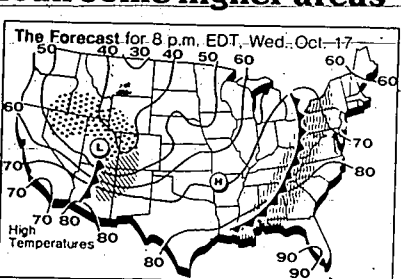 The Forecast for 8 p.m. EDT, Wed., Oct. 17
50 40 30 40 50 60 60 60
60
L
H
70 70
70 80
70 80 80 80
High
Temperatures
90
90